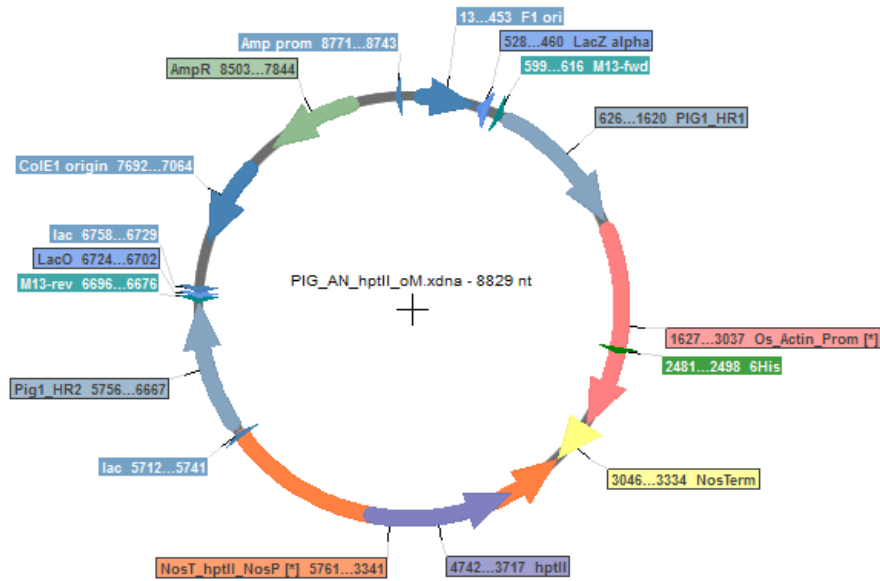 Amp prom 8771...8743
13...453 F1 ori
528...460 LacZ alpha
AmpR 8503...7844
599...616 M13-fwd
626...1620 PIG1_HR1
ColE1 origin 7692...7064
lac 6758...6729
LacO 6724...6702
M13-rev 6696...6676
PIG_AN_hptII_oM.xdna - 8829 nt
1627...3037 Os_Actin_Prom [*]
2481...2498 6His
Pig1_HR2 5756...6667
lac 5712...5741
3046...3334 NosTerm
NosT_hptII_NosP [*] 5761...3341
4742...3717 hptII